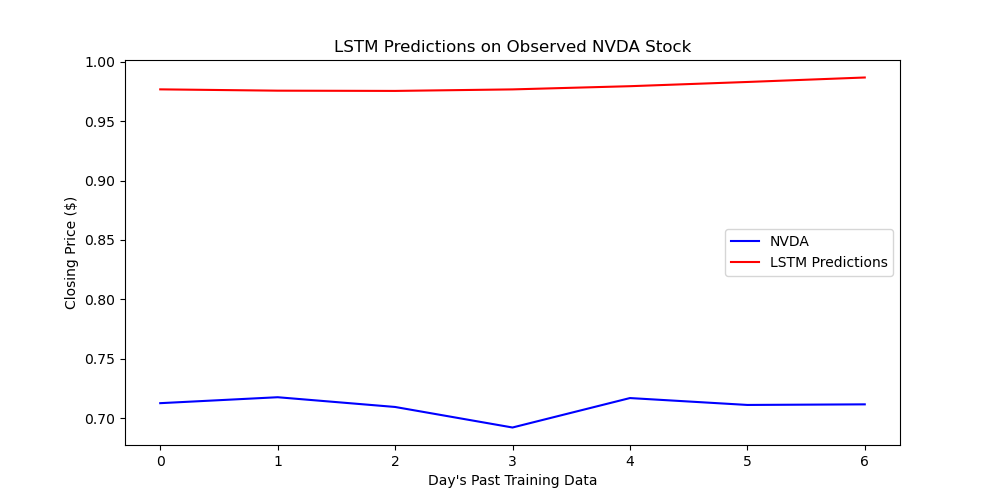 LSTM Predictions on Observed NVDA Stock
Closing Price ($)
1.00
0.95
0.90
0.85
0.80
0.75
0.70
NVDA
LSTM Predictions
0 1 2 3 4 5 6
Day's Past Training Data